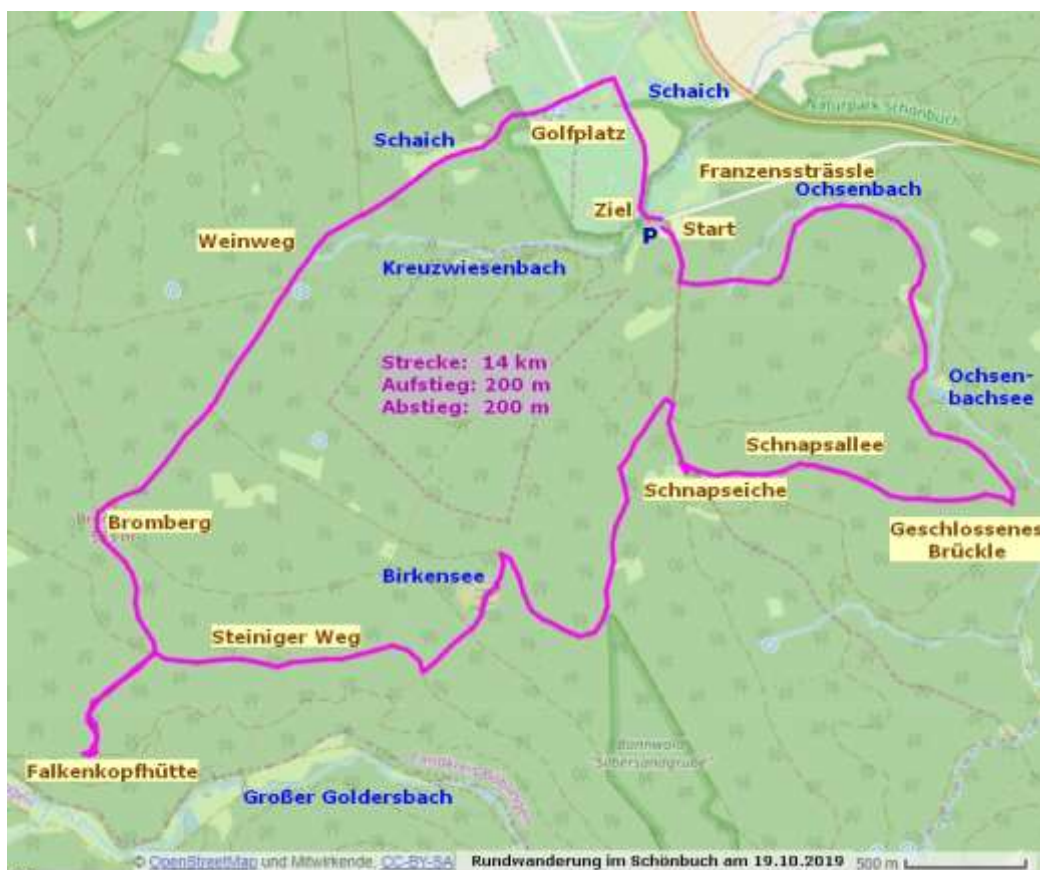 Schaich
Schaich
Golfplatz
Naturpark Schönbuch
Franzenssträssle
Ochsenbach
Ziel
Start
P
Weinweg
Kreuzwiesenbach
Strecke: 14 km
Aufstieg: 200 m
Abstieg: 200 m
Ochsen-
bachsee
Schnapsallee
Schnapseiche
Bromberg
Geschlossenes
Brückle
Birkensee
Steiniger Weg
Bannwald
"Silbersandgrube"
Falkenkopfhütte
Großer Goldersbach
© OpenStreetMap und Mitwirkende, CC-BY-SA
Rundwanderung im Schönbuch am 19.10.2019
500 m